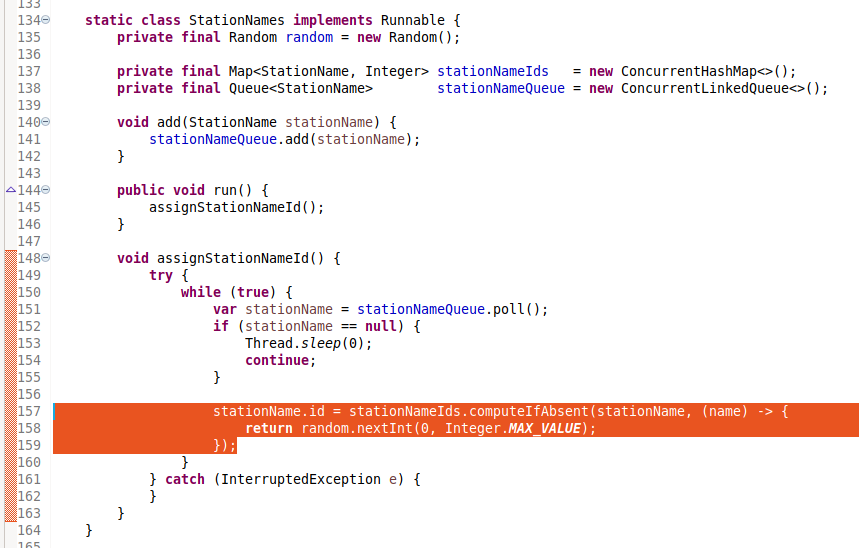 133
134 static class StationNames implements Runnable {
135 private final Random random = new Random();
136
137 private final Map<StationName, Integer> stationNameIds = new ConcurrentHashMap<>();
138 private final Queue<StationName> stationNameQueue = new ConcurrentLinkedQueue<>();
139
140 void add(StationName stationName) {
141 stationNameQueue.add(stationName);
142 }
143
144 public void run() {
145 assignStationNameId();
146 }
147
148 void assignStationNameId() {
149 try {
150 while (true) {
151 var stationName = stationNameQueue.poll();
152 if (stationName == null) {
153 Thread.sleep(0);
154 continue;
155 }
156
157 stationName.id = stationNameIds.computeIfAbsent(stationName, (name) -> {
158 return random.nextInt(0, Integer.MAX_VALUE);
159 });
160 }
161 } catch (InterruptedException e) {
162 }
163 }
164 }
165